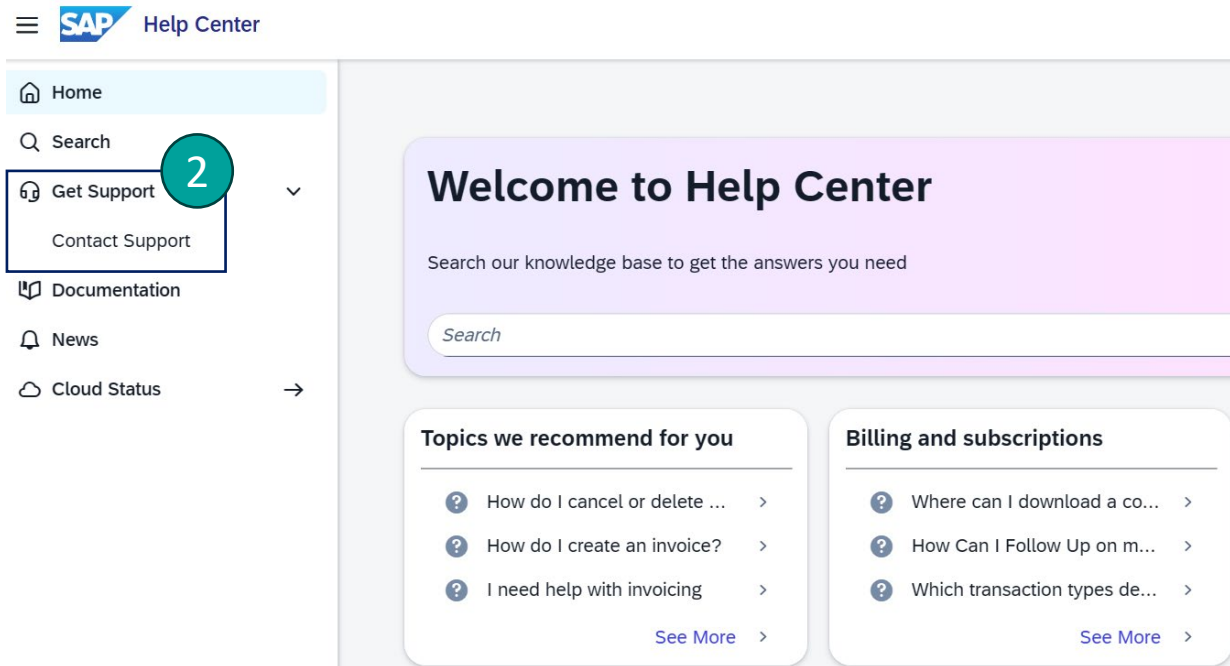 SAP Help Center
Home
Search
Get Support
2
Contact Support
Documentation
News
Cloud Status
Welcome to Help Center
Search our knowledge base to get the answers you need
Search
Topics we recommend for you
How do I cancel or delete ...
How do I create an invoice?
I need help with invoicing
See More
Billing and subscriptions
Where can I download a co...
How Can I Follow Up on m...
Which transaction types de...
See More